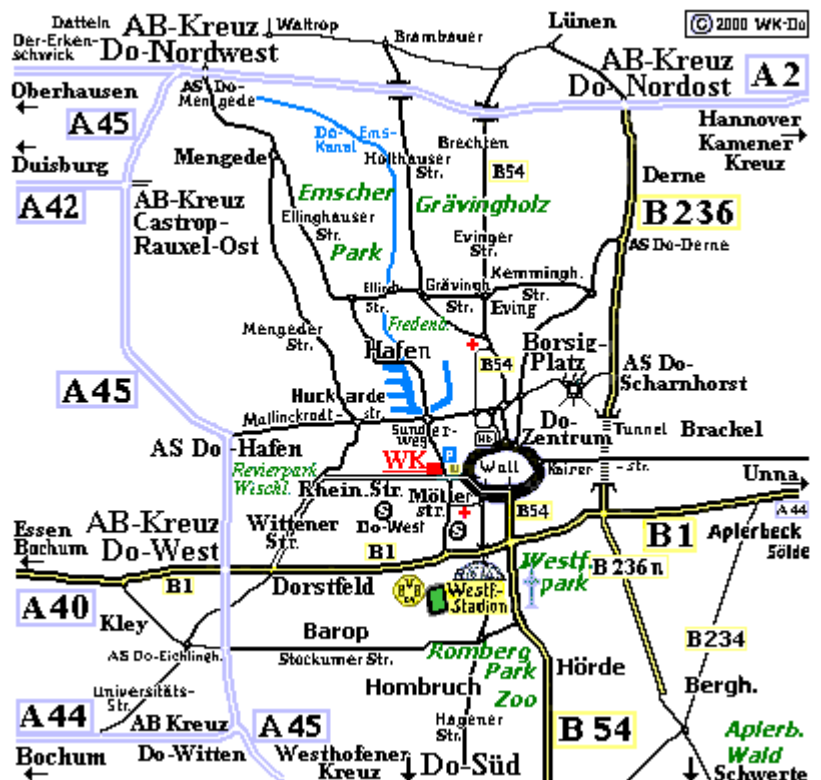 Datteln
AB-Kreuz
Waltrop
Lünen
© 2000 WK-Do
Der-Erken-
schwick
Do-Nordwest
Brambauer
AB-Kreuz
Do- Nordost
A 2
Oberhausen
AS Do-
Mengede
A 45
Hannover
Kamener
Kreuz
Do-
Kanal
Ems-
Brechten
Duisburg
Mengede
Holthauser
Str.
B54
Derne
A 42
AB-Kreuz
Castrop-
Rauxel-Ost
Emscher
Park
Grävingholz
B 236
Ellinghauser
Str.
Evinger
Str.
AS Do-Derne
Kemmingh.
Str.
Elling.
Str.
Grävingh.
Str.
Eving
Mengeder
Str.
Fredenb.
Hafen
Borsig-
Platz
B54
AS Do-
Scharnhorst
A 45
Huckarde
Mallinckrodt-
str.
Sunder-
weg
Hbf
Do-
Zentrum
Tunnel
Brackel
AS Do-Hafen
Revierpark
Wischl.
WK
P
U
Wall
Kaiser-
-str.
Unna
Rhein. Str.
Möller
str.
S
Do-West
S
B54
A 44
Essen
Bochum
AB-Kreuz
Do-West
Wittener
Str.
B1
B1
Aplerbeck
Sölde
B1
Dorstfeld
BVB
09
Westf.-
Stadion
Westf.
park
B 236 n
A 40
Kley
Barop
B234
AS Do-Eichlingh.
Stockumer Str.
Romberg
Park
Zoo
Hörde
Universitäts-
Str.
Hombruch
Bergh.
A 44
AB Kreuz
Do-Witten
A 45
Hagener
Str.
B 54
Aplerb.
Wald
Bochum
Westhofener
Kreuz
Do-Süd
Schwerte